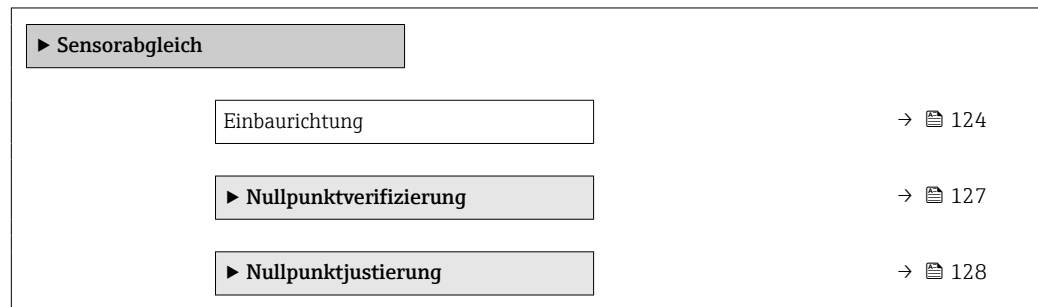 ▶ Sensorabgleich
Einbaurichtung → 124
▶ Nullpunktverifizierung → 127
▶ Nullpunktjustierung → 128